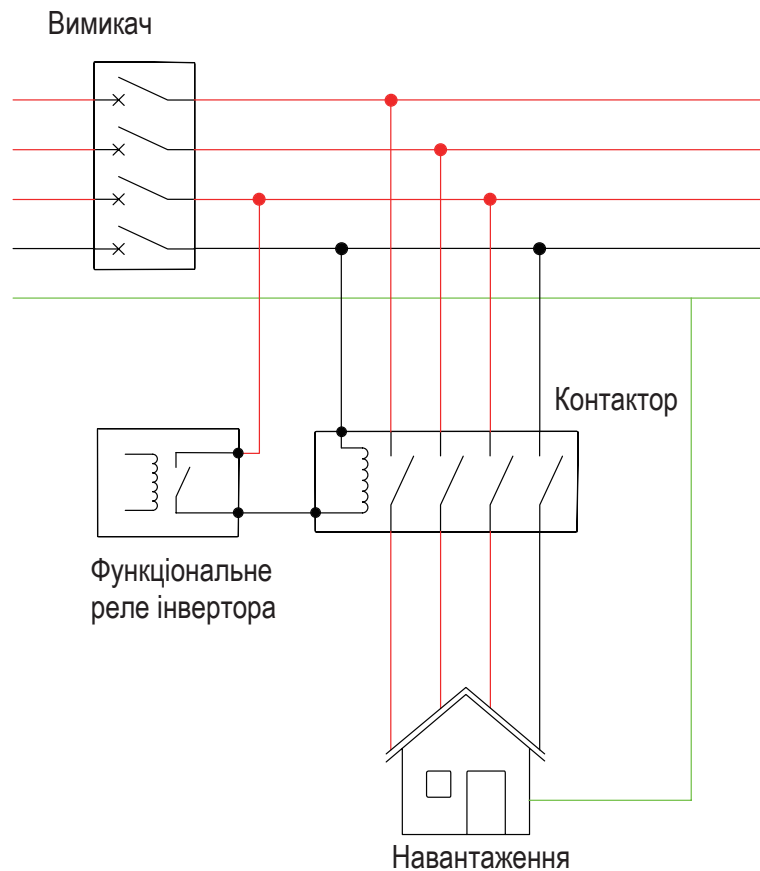 Вимикач
Контактор
Функціональне
реле інвертора
Навантаження